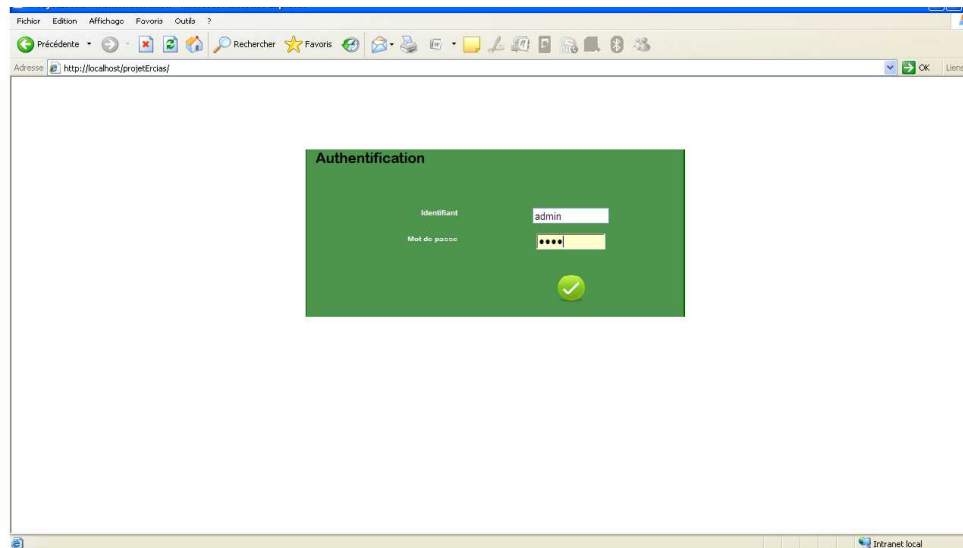 Fichier Edition Affichage Favoris Outils ?
Précédente Rechercher Favoris
Adresse http://localhost/projetErcias/ OK Liens
Authentification
Identifiant admin
Mot de passe ••••
Intranet local